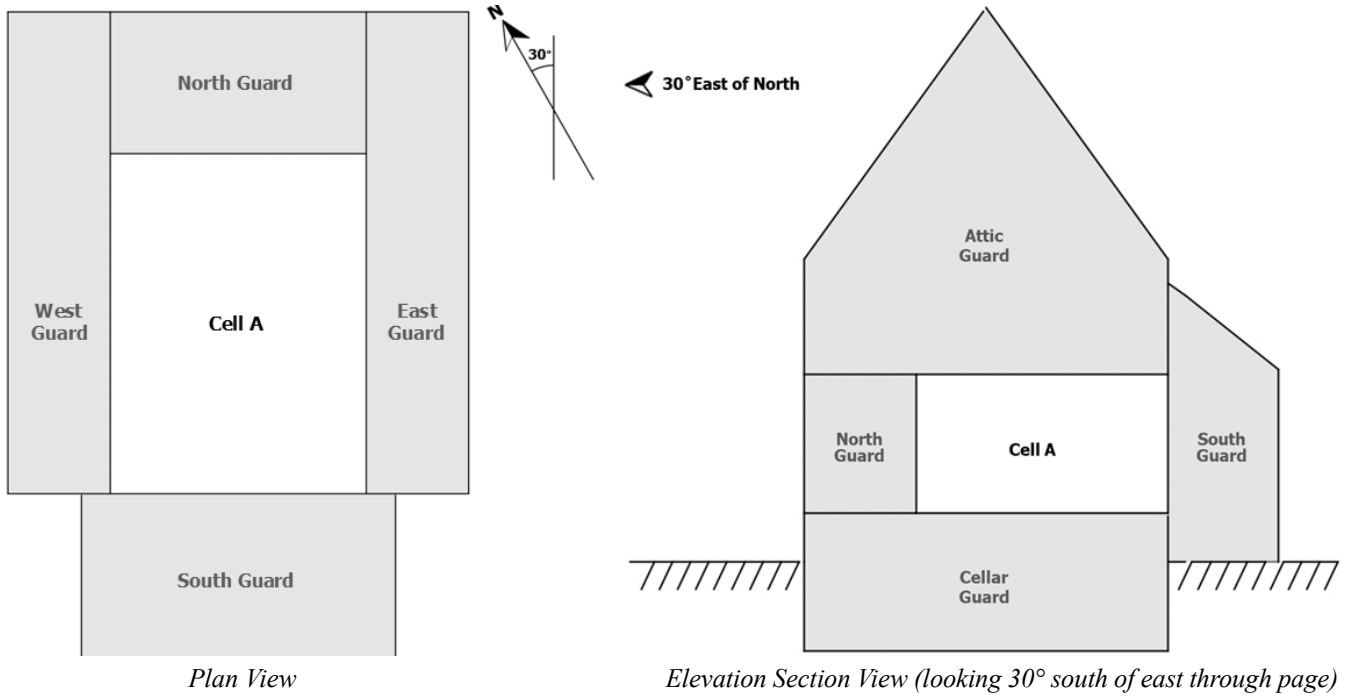 North Guard
West
Guard
Cell A
East
Guard
South Guard
Plan View
N
30°
30°East of North
Attic
Guard
North
Guard
Cell A
South
Guard
Cellar
Guard
Elevation Section View (looking 30° south of east through page)